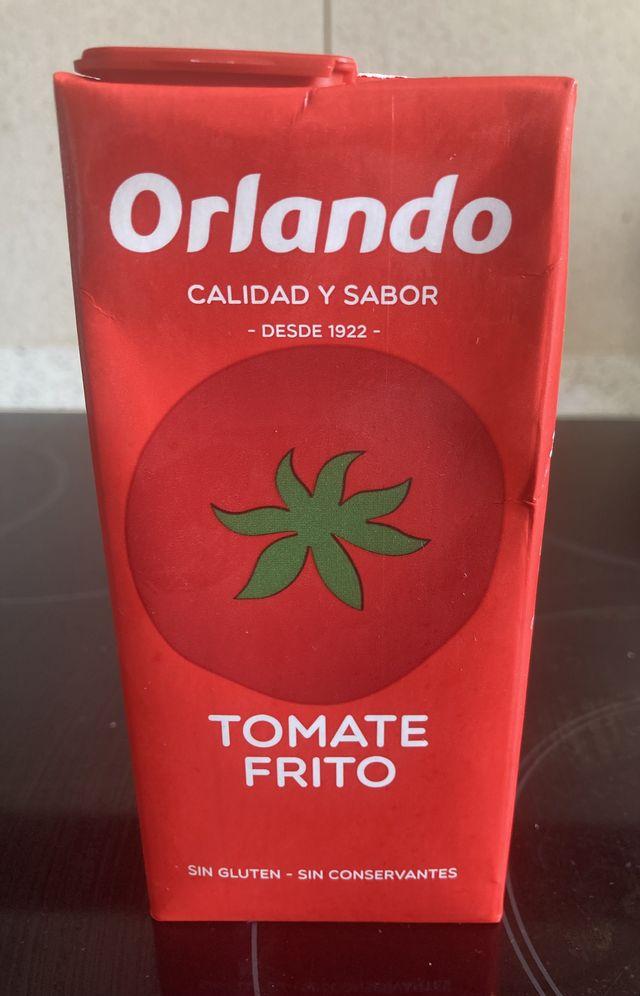 Orlando
CALIDAD Y SABOR
- DESDE 1922 -
TOMATE
FRITO
SIN GLUTEN - SIN CONSERVANTES